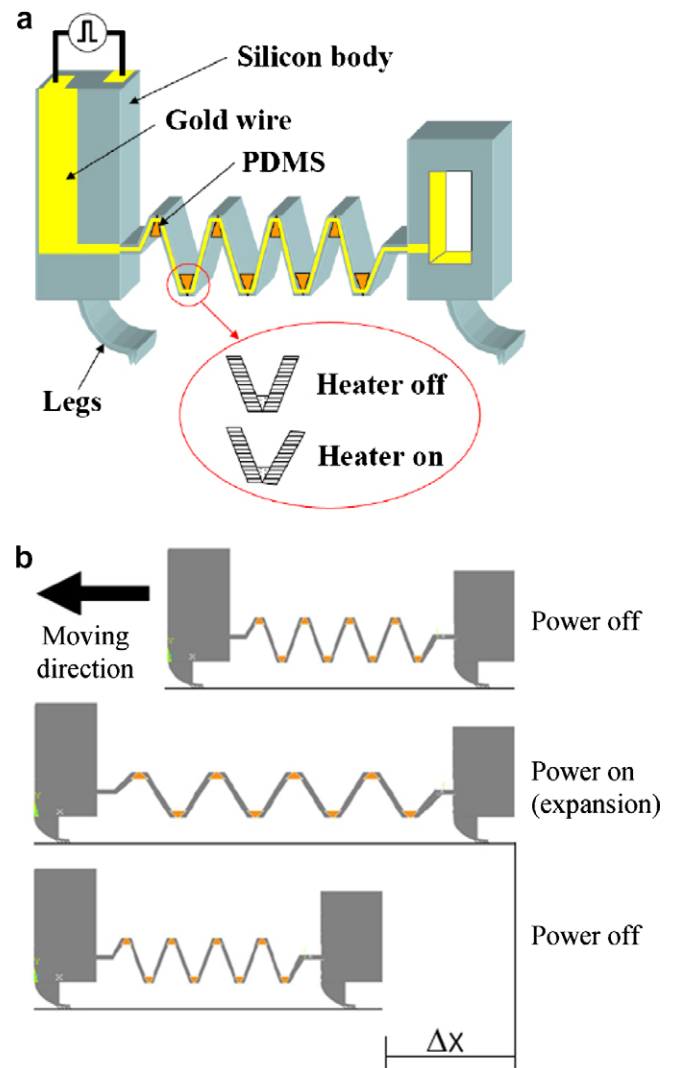 a
Silicon body
Gold wire
PDMS
Legs
Heater off
Heater on
b
Moving
direction
Power off
Power on
(expansion)
Power off
ΔX